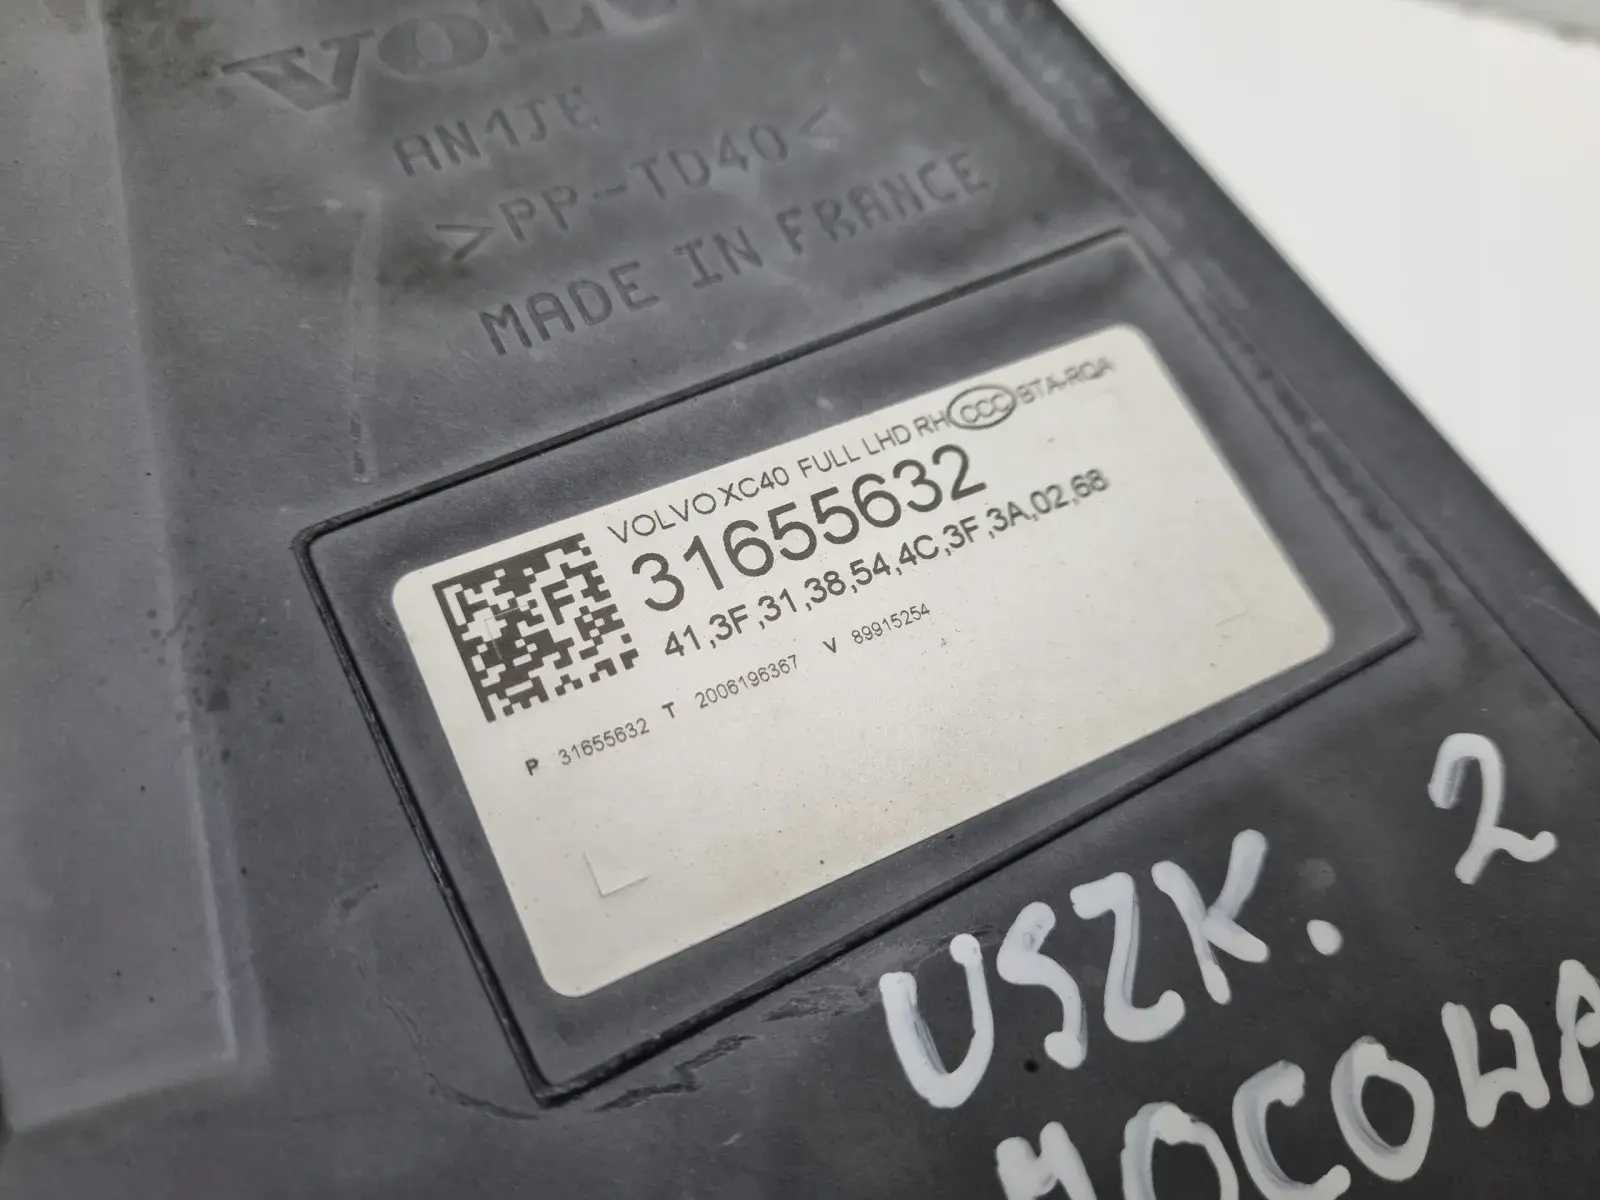 VOLV
AN1JE
>PP-TD40<
MADE IN FRANCE
VOLVO XC40 FULL LHD RH CCC BTA-RQA
31655632
41,3F,31,38,54,4C,3F,3A,02,68
P 31655632 T 2006196367 V 89915254
USZK. 2
MOCOWA